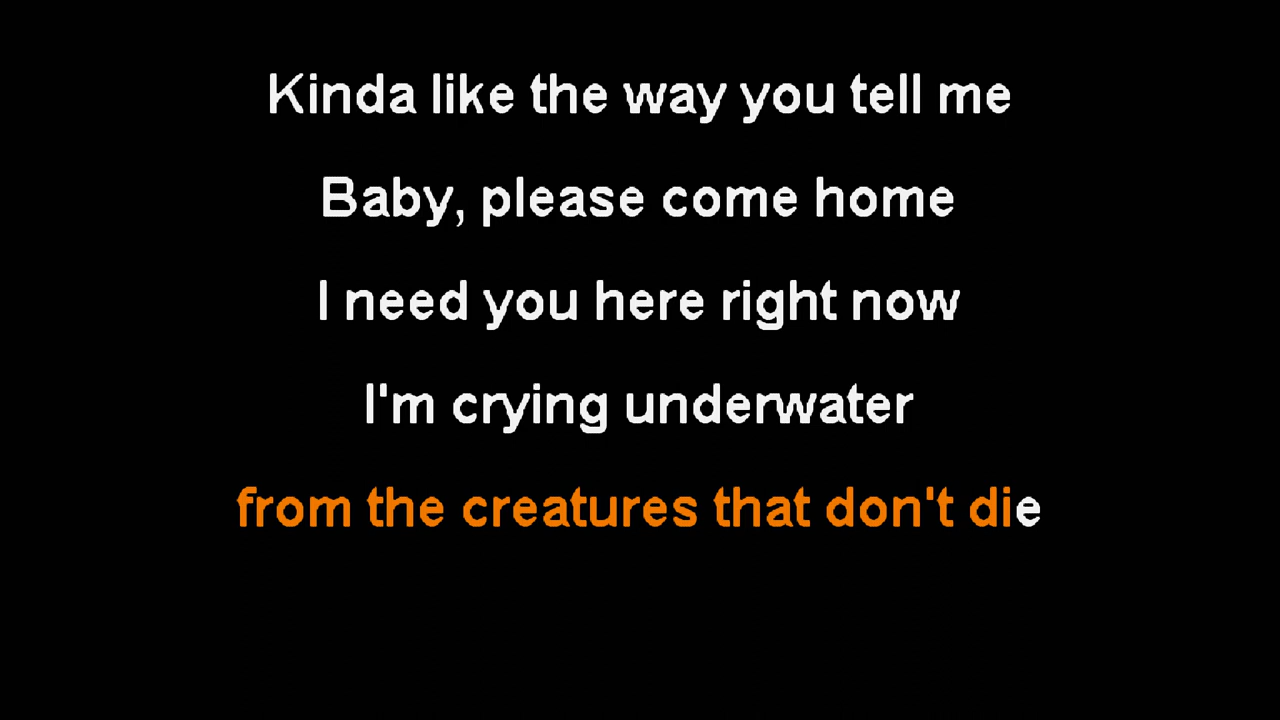 Kinda like the way you tell me
Baby, please come home
I need you here right now
I'm crying underwater
from the creatures that don't die